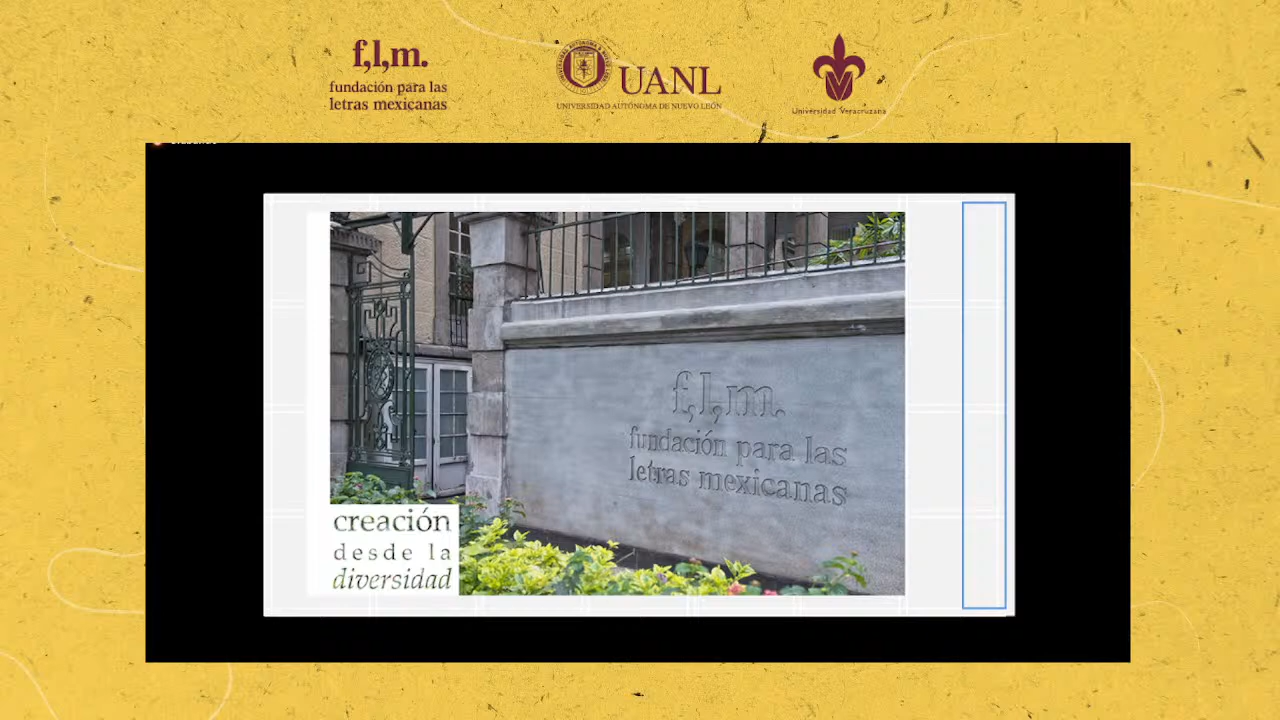 f,l,m.
fundación para las
letras mexicanas
UANL
UNIVERSIDAD AUTÓNOMA DE NUEVO LEÓN
Universidad Veracruzana
f,l,m.
fundación para las
letras mexicanas
creación
desde la
diversidad